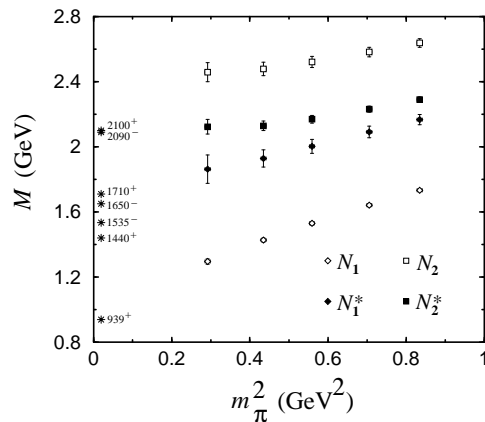 2.8
2.4
2
1.6
1.2
0.8
M (GeV)
2100⁺
2090⁻
1710⁺
1650⁻
1535⁻
1440⁺
939⁺
N₁ N₂
N₁* N₂*
0 0.2 0.4 0.6 0.8 1
m_π² (GeV²)